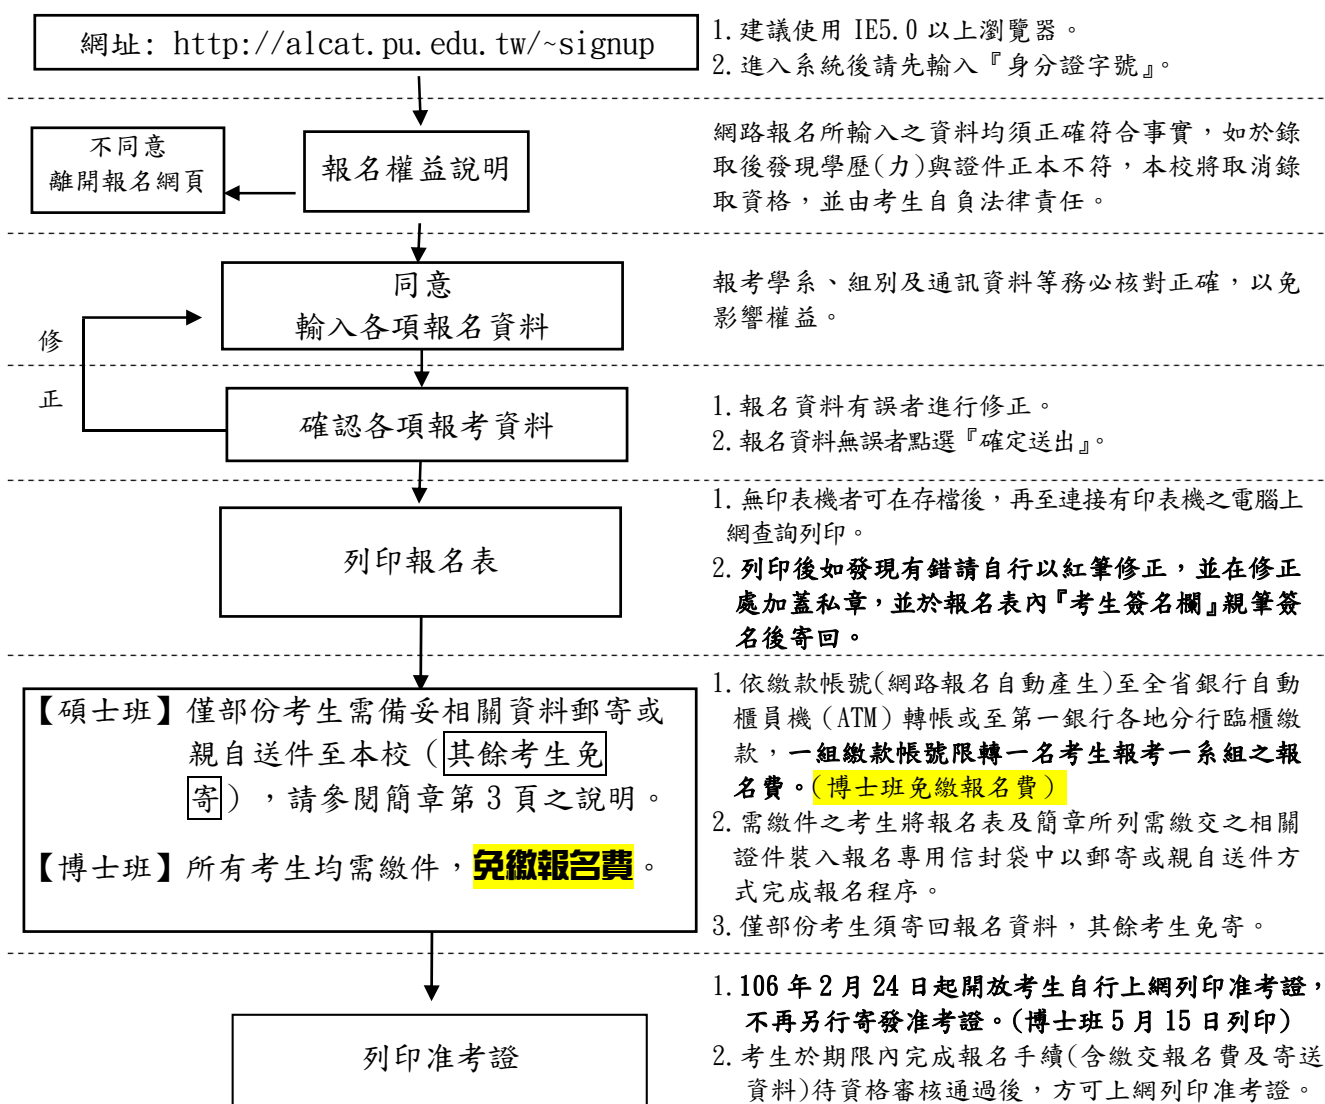 網址: http://alcat.pu.edu.tw/~signup
1.建議使用 IE5.0 以上瀏覽器。
2.進入系統後請先輸入『身分證字號』。
不同意
離開報名網頁
報名權益說明
網路報名所輸入之資料均須正確符合事實，如於錄
取後發現學歷(力)與證件正本不符，本校將取消錄
取資格，並由考生自負法律責任。
同意
輸入各項報名資料
報考學系、組別及通訊資料等務必核對正確，以免
影響權益。
修
正
確認各項報考資料
1.報名資料有誤者進行修正。
2.報名資料無誤者點選『確定送出』。
列印報名表
1.無印表機者可在存檔後，再至連接有印表機之電腦上
網查詢列印。
2.列印後如發現有錯請自行以紅筆修正，並在修正
處加蓋私章，並於報名表內『考生簽名欄』親筆簽
名後寄回。
【碩士班】僅部份考生需備妥相關資料郵寄或
親自送件至本校（其餘考生免
寄），請參閱簡章第 3 頁之說明。
【博士班】所有考生均需繳件，免繳報名費。
1.依繳款帳號(網路報名自動產生)至全省銀行自動
櫃員機（ATM）轉帳或至第一銀行各地分行臨櫃繳
款，一組繳款帳號限轉一名考生報考一系組之報
名費。(博士班免繳報名費)
2.需繳件之考生將報名表及簡章所列需繳交之相關
證件裝入報名專用信封袋中以郵寄或親自送件方
式完成報名程序。
3.僅部份考生須寄回報名資料，其餘考生免寄。
列印准考證
1.106 年 2 月 24 日起開放考生自行上網列印准考證，
不再另行寄發准考證。(博士班 5 月 15 日列印)
2.考生於期限內完成報名手續(含繳交報名費及寄送
資料)待資格審核通過後，方可上網列印准考證。